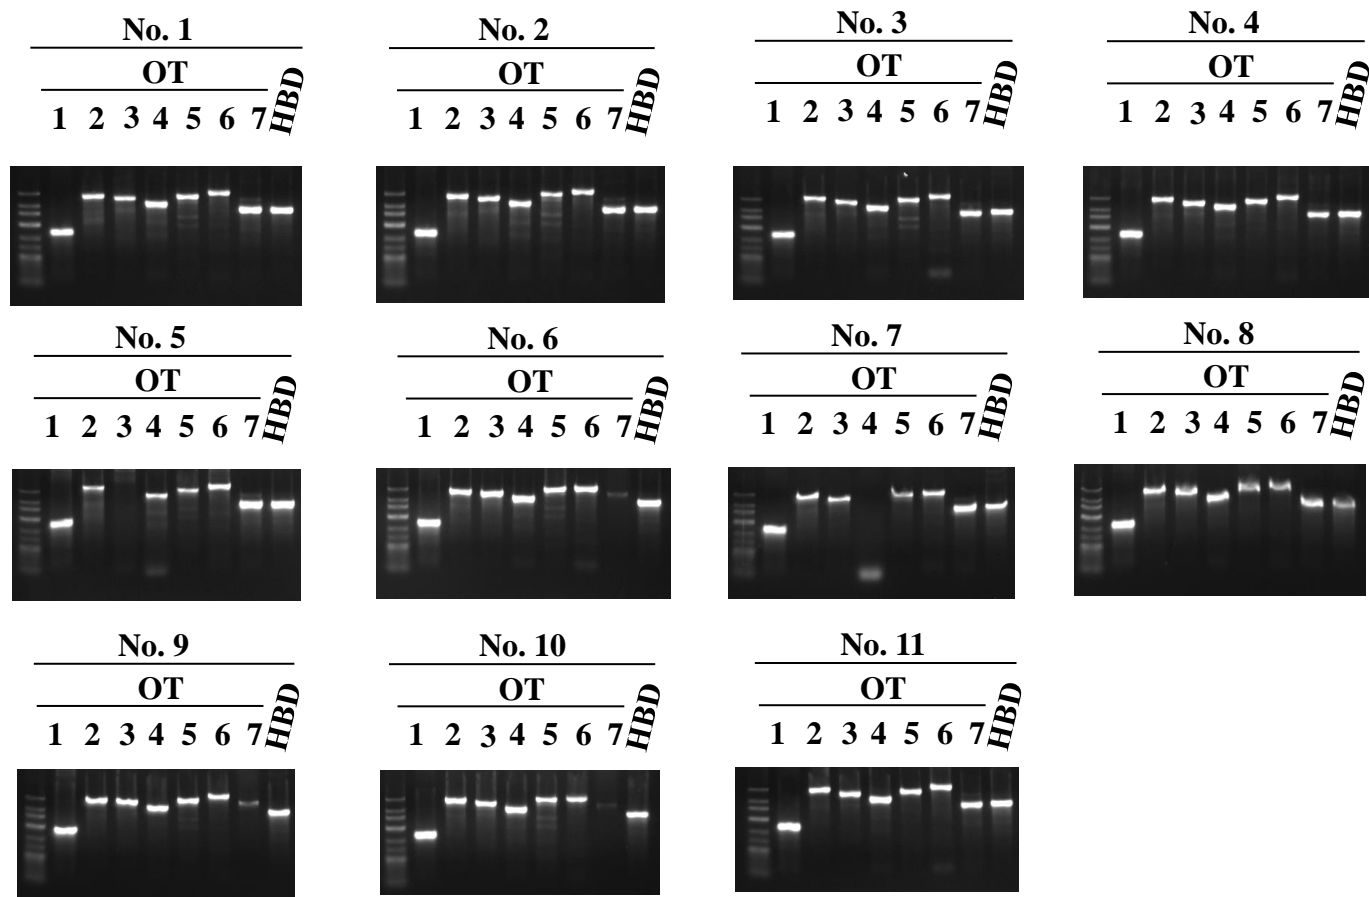 No. 1
OT
1 2 3 4 5 6 7 HBD
No. 2
OT
1 2 3 4 5 6 7 HBD
No. 3
OT
1 2 3 4 5 6 7 HBD
No. 4
OT
1 2 3 4 5 6 7 HBD
No. 5
OT
1 2 3 4 5 6 7 HBD
No. 6
OT
1 2 3 4 5 6 7 HBD
No. 7
OT
1 2 3 4 5 6 7 HBD
No. 8
OT
1 2 3 4 5 6 7 HBD
No. 9
OT
1 2 3 4 5 6 7 HBD
No. 10
OT
1 2 3 4 5 6 7 HBD
No. 11
OT
1 2 3 4 5 6 7 HBD